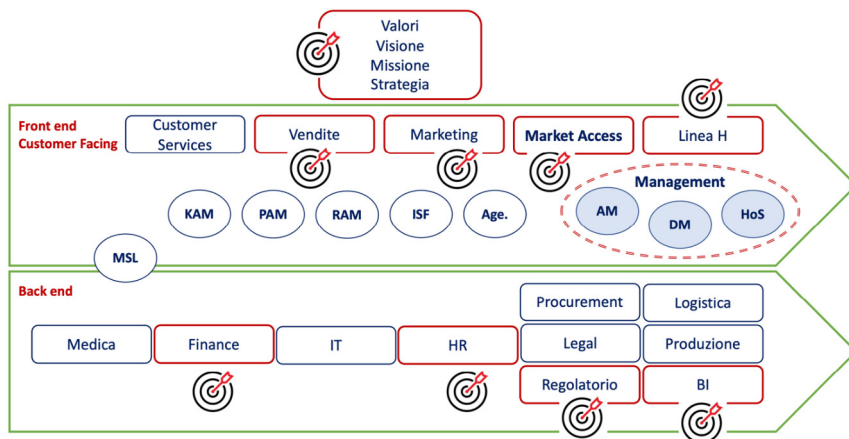 Valori
Visione
Missione
Strategia
Front end
Customer Facing
Customer
Services
Vendite
Marketing
Market Access
Linea H
KAM
PAM
RAM
ISF
Age.
Management
AM
DM
HoS
MSL
Back end
Procurement
Logistica
Medica
Finance
IT
HR
Legal
Produzione
Regolatorio
BI